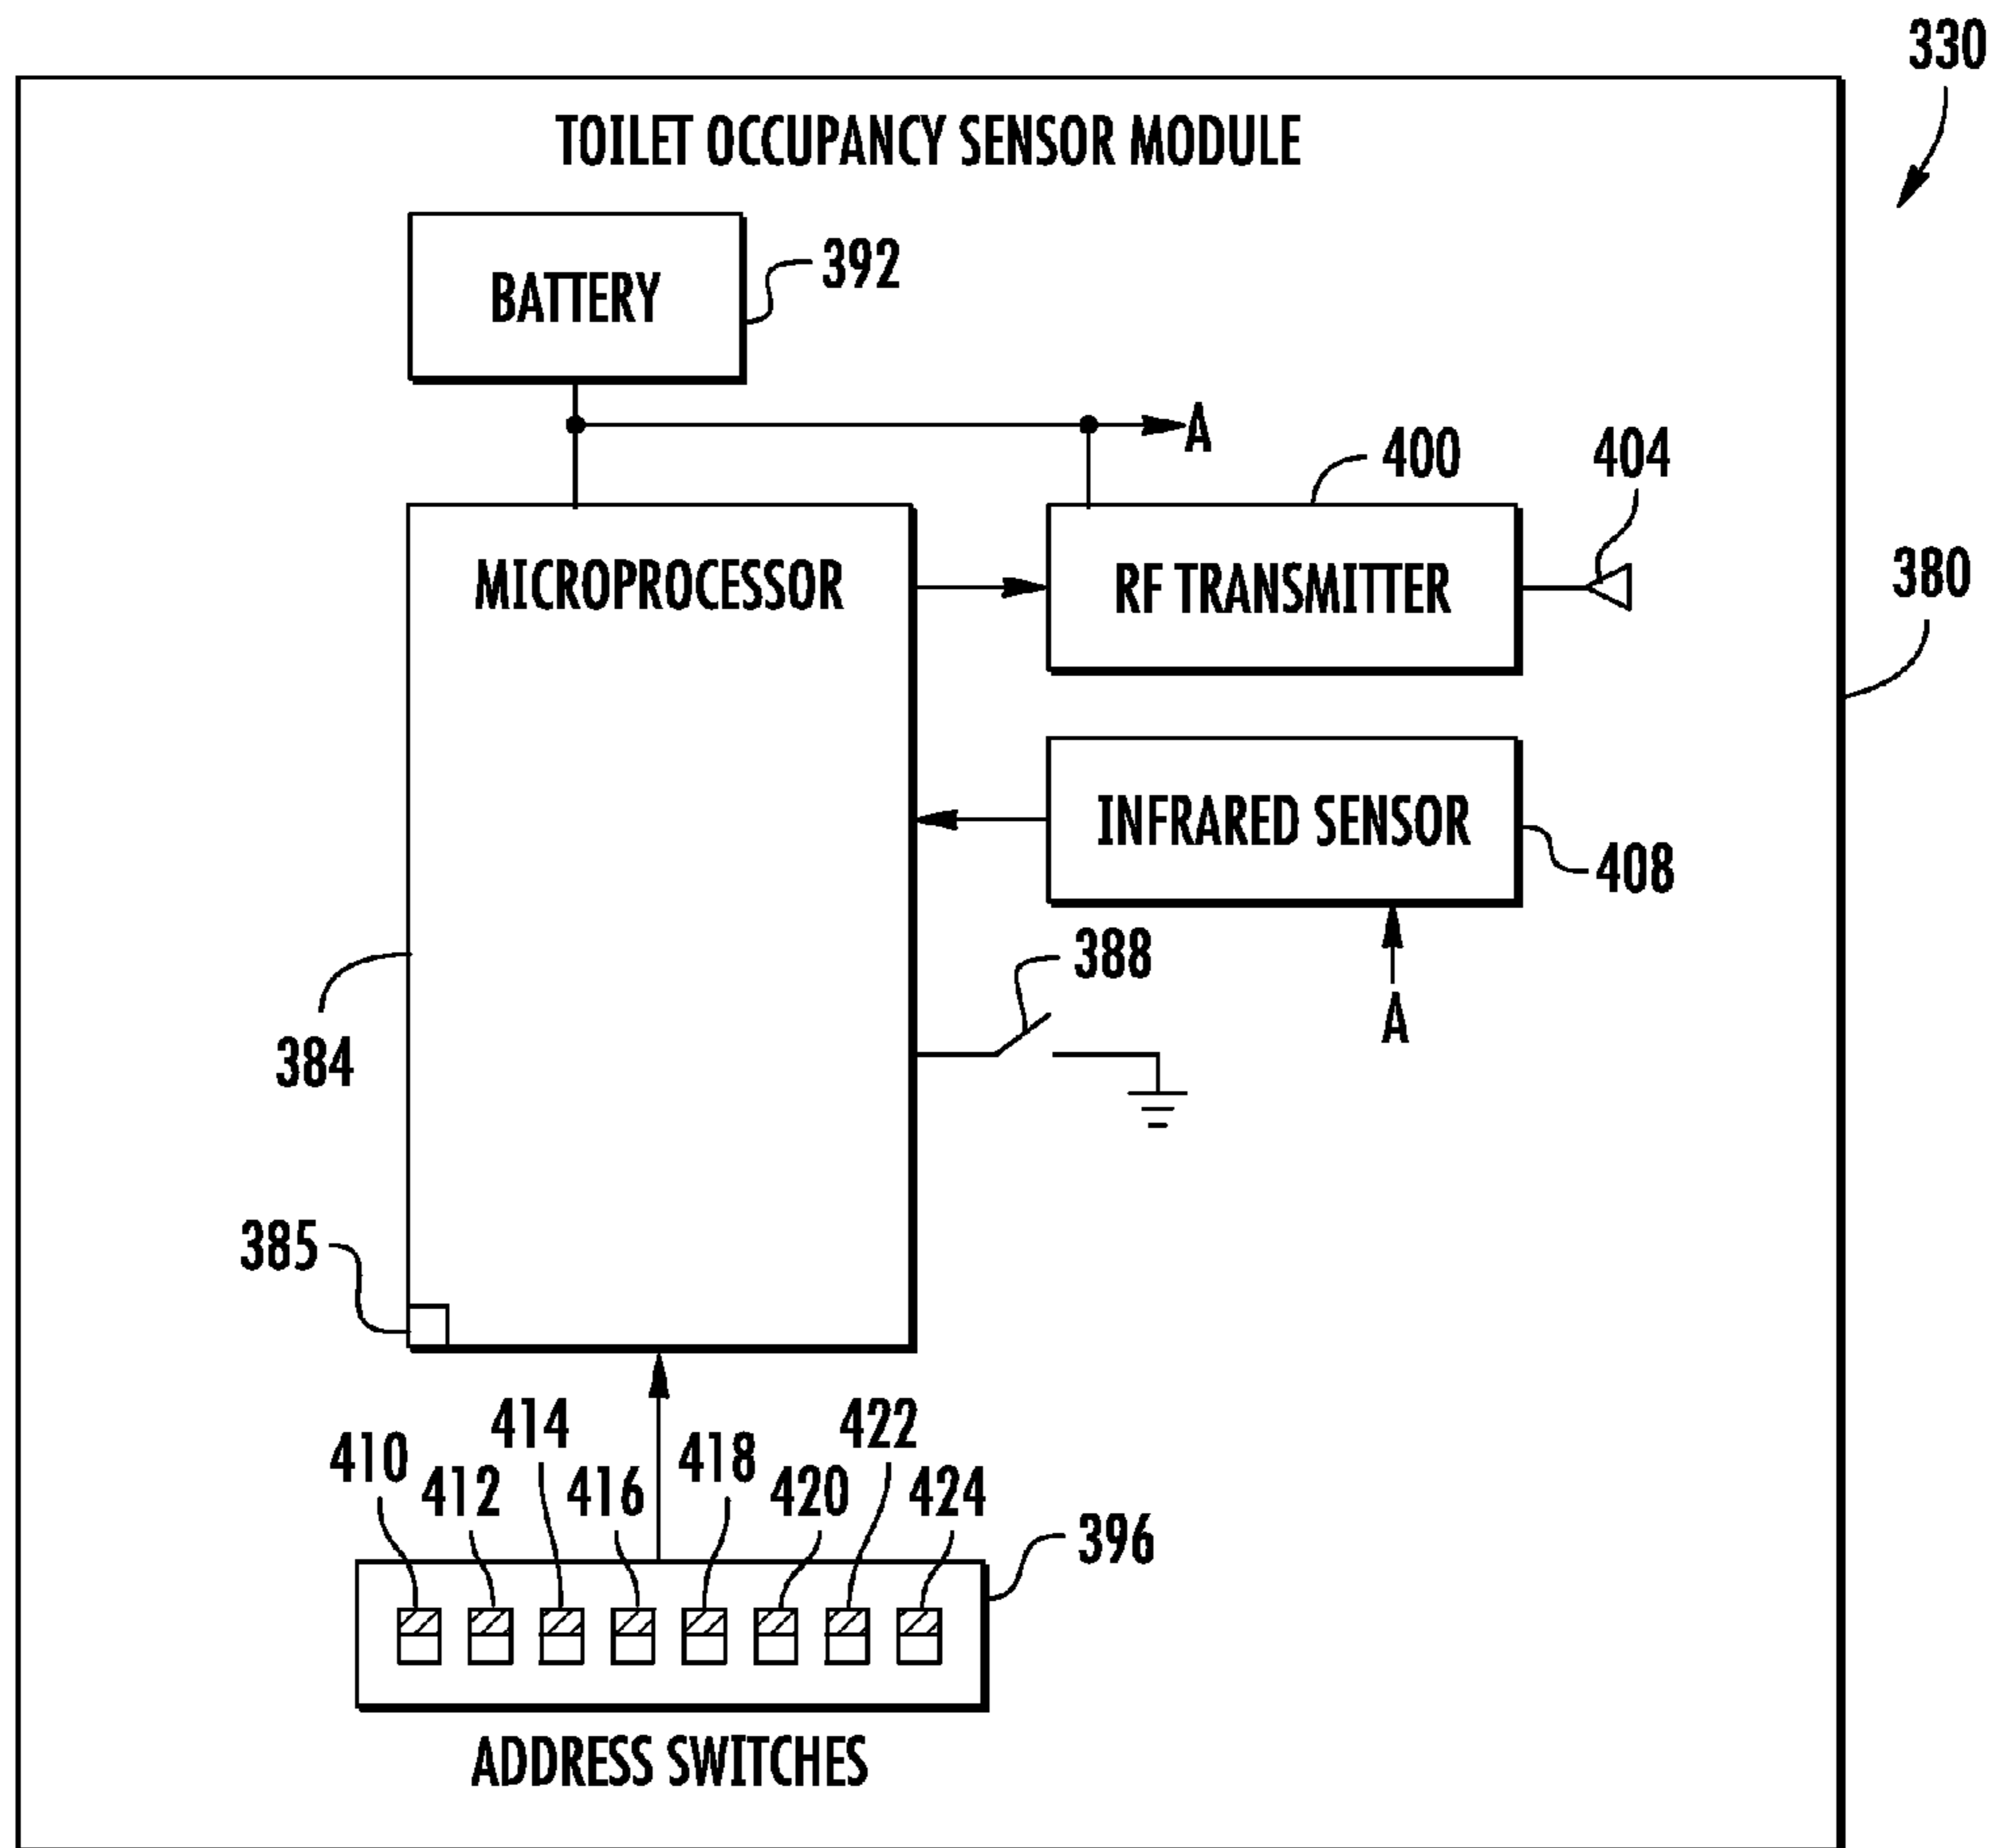 330
TOILET OCCUPANCY SENSOR MODULE
BATTERY
392
A
400
404
MICROPROCESSOR
RF TRANSMITTER
380
INFRARED SENSOR
408
388
A
384
385
410
412
414
416
418
420
422
424
396
ADDRESS SWITCHES